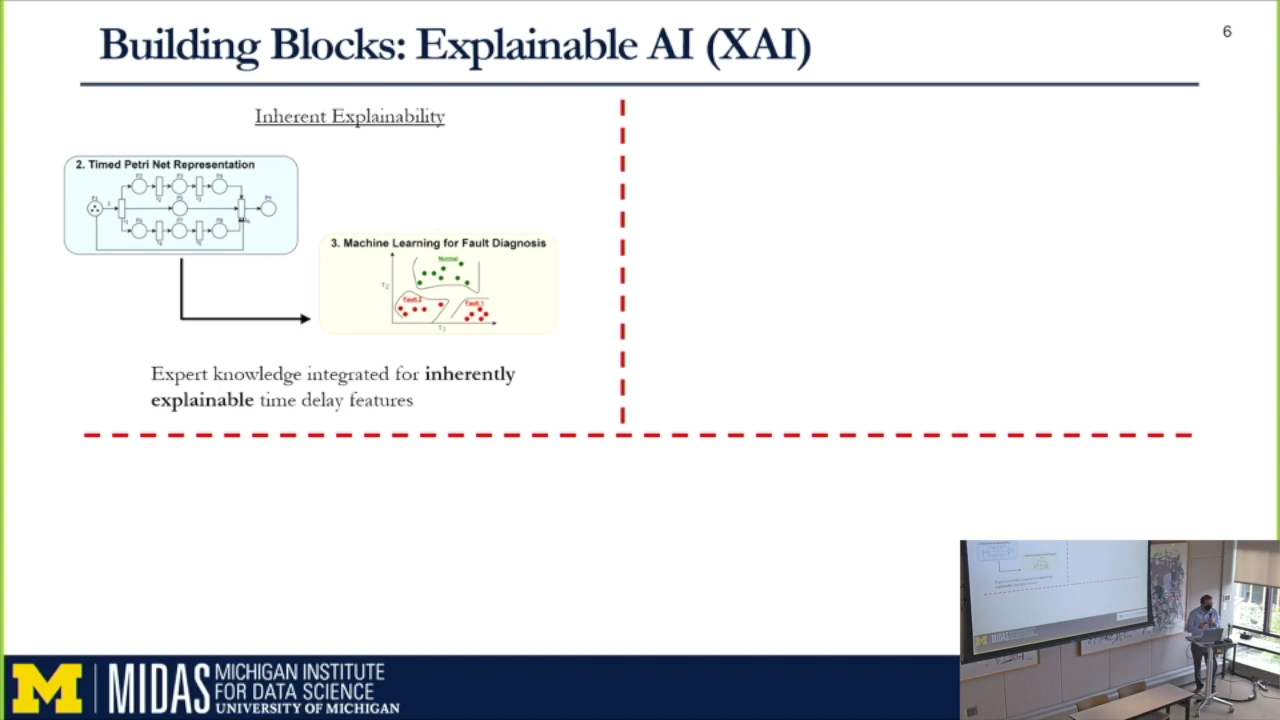 Building Blocks: Explainable AI (XAI)
6
Inherent Explainability
2. Timed Petri Net Representation
3. Machine Learning for Fault Diagnosis
Normal
τ2
Fault 2
Fault 1
τ1
Expert knowledge integrated for inherently
explainable time delay features
M
MIDAS
MICHIGAN INSTITUTE
FOR DATA SCIENCE
UNIVERSITY OF MICHIGAN